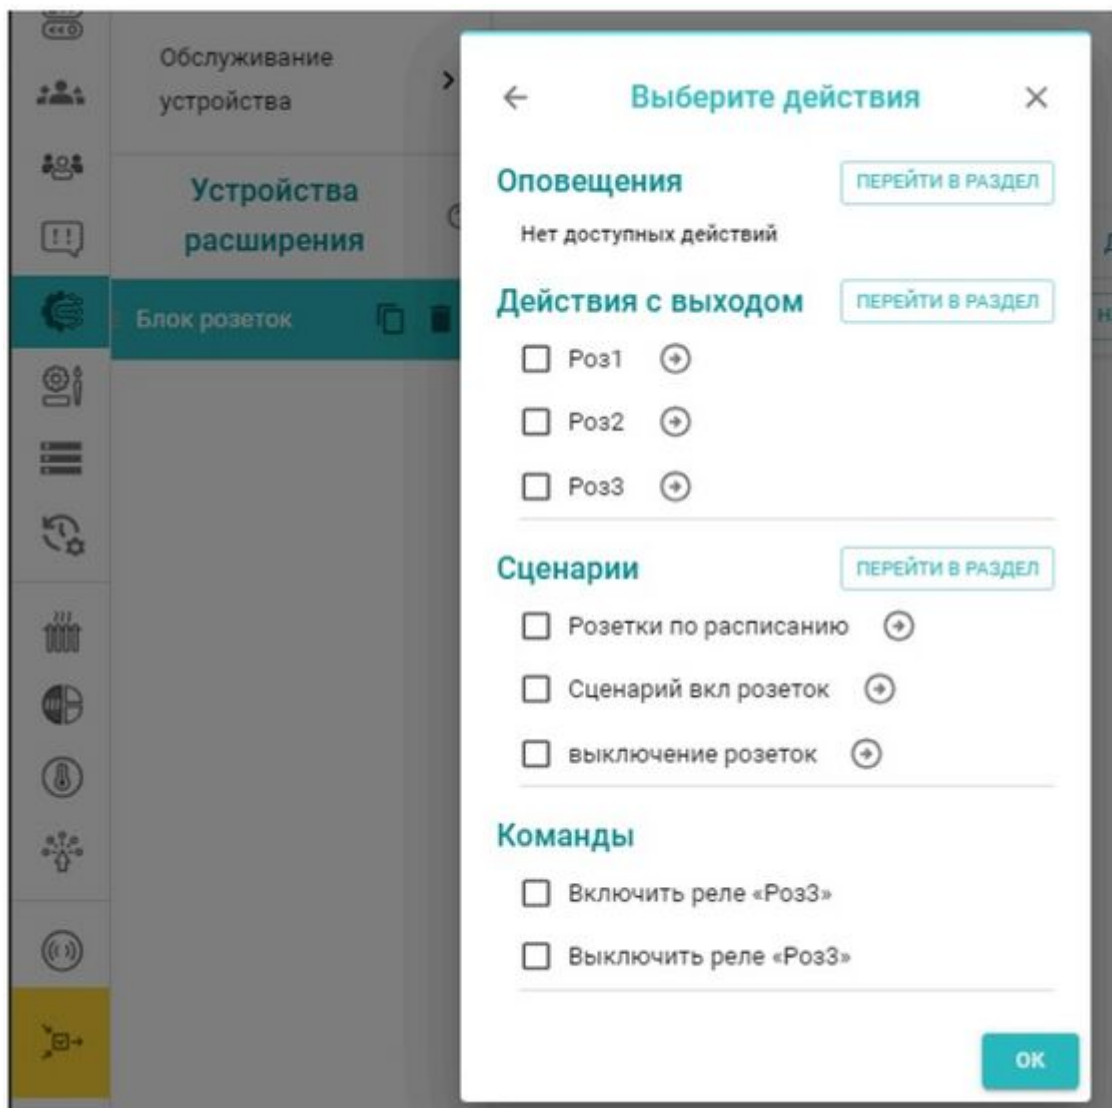 Обслуживание
устройства
Устройства
расширения
Блок розеток
Выберите действия
Оповещения
ПЕРЕЙТИ В РАЗДЕЛ
Нет доступных действий
Действия с выходом
ПЕРЕЙТИ В РАЗДЕЛ
Роз1
Роз2
Роз3
Сценарии
ПЕРЕЙТИ В РАЗДЕЛ
Розетки по расписанию
Сценарий вкл розеток
выключение розеток
Команды
Включить реле «Роз3»
Выключить реле «Роз3»
ОК